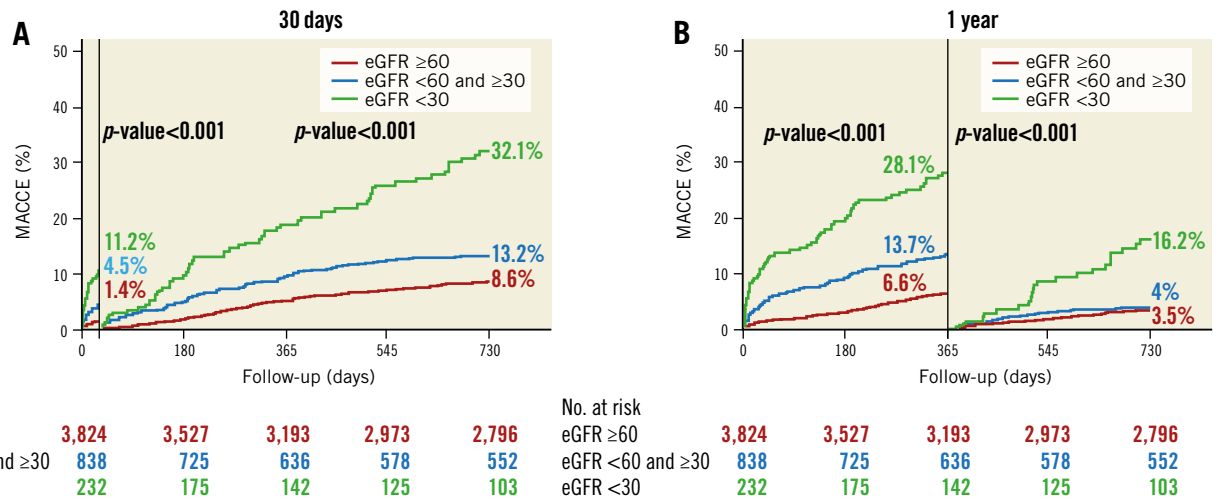 30 days
A
50
40
30
20
10
0
MACCE (%)
eGFR ≥60
eGFR <60 and ≥30
eGFR <30
p-value<0.001
p-value<0.001
32.1%
13.2%
8.6%
11.2%
4.5%
1.4%
0 180 365 545 730
Follow-up (days)
1 year
B
50
40
30
20
10
0
MACCE (%)
eGFR ≥60
eGFR <60 and ≥30
eGFR <30
p-value<0.001
p-value<0.001
28.1%
13.7%
6.6%
16.2%
4%
3.5%
0 180 365 545 730
Follow-up (days)
No. at risk
3,824 3,527 3,193 2,973 2,796 eGFR ≥60 3,824 3,527 3,193 2,973 2,796
≥30 838 725 636 578 552 eGFR <60 and ≥30 838 725 636 578 552
232 175 142 125 103 eGFR <30 232 175 142 125 103